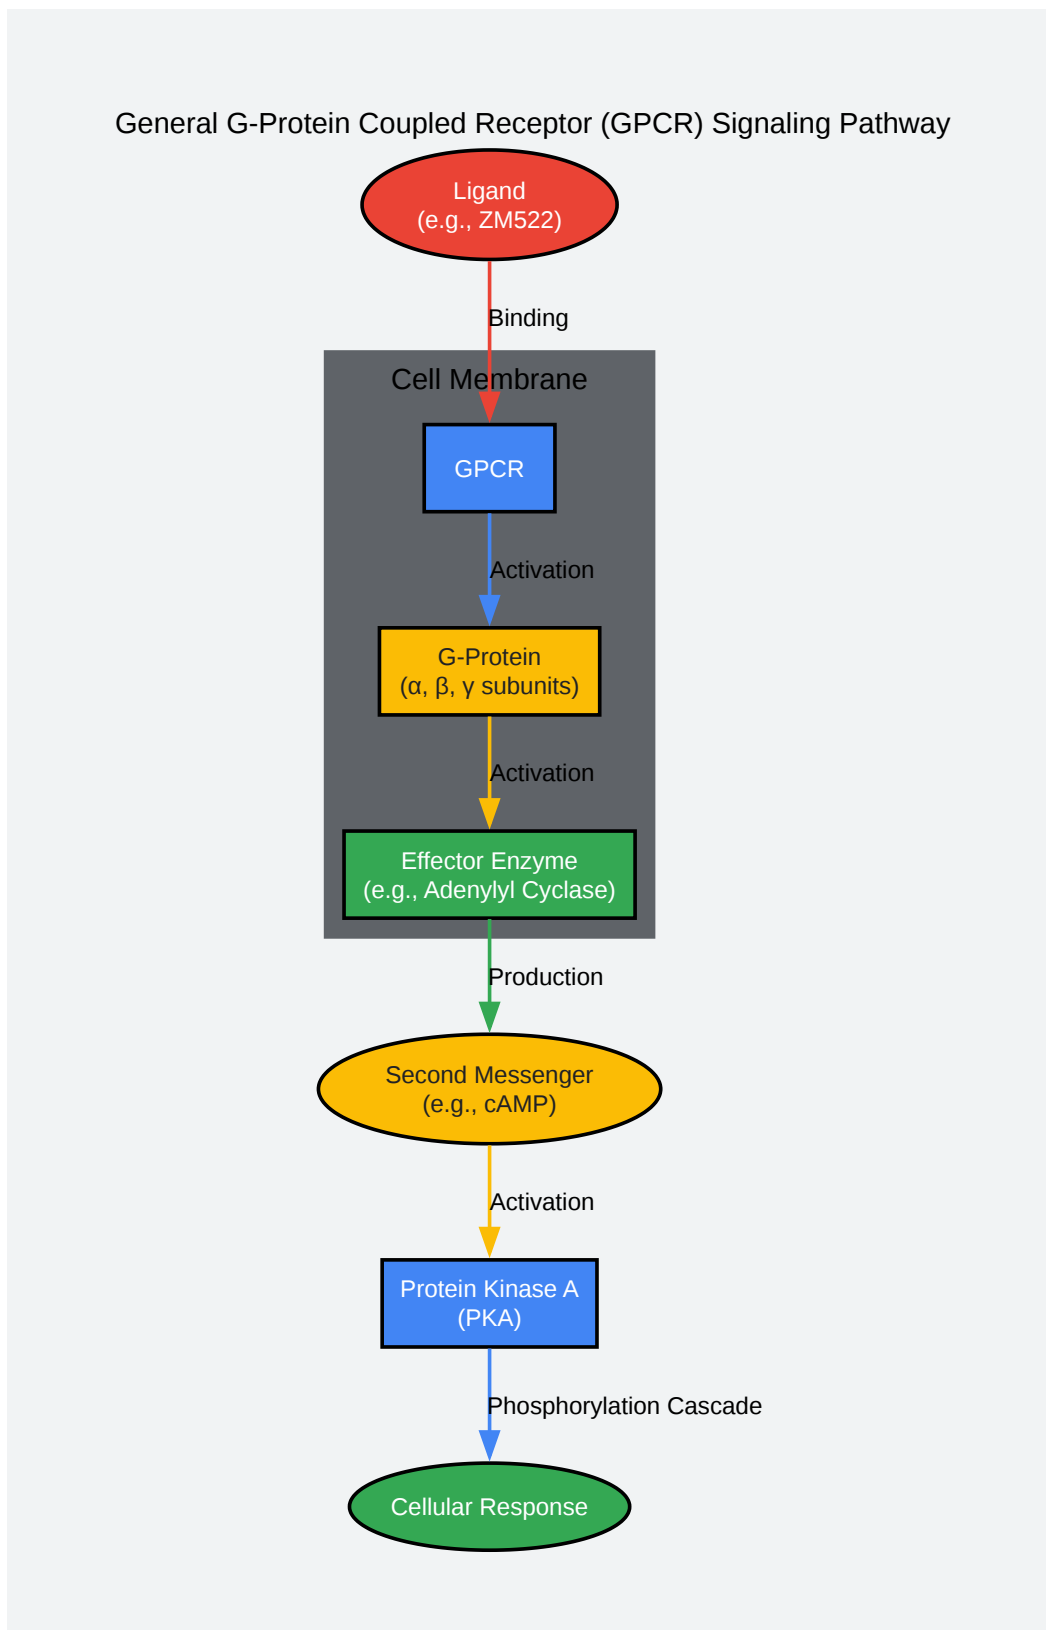 General G-Protein Coupled Receptor (GPCR) Signaling Pathway
Ligand
(e.g., ZM522)
Binding
Cell Membrane
GPCR
Activation
G-Protein
(α, β, γ subunits)
Activation
Effector Enzyme
(e.g., Adenylyl Cyclase)
Production
Second Messenger
(e.g., cAMP)
Activation
Protein Kinase A
(PKA)
Phosphorylation Cascade
Cellular Response